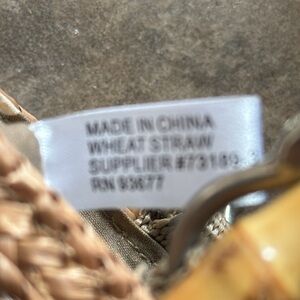 MADE IN CHINA
WHEAT STRAW
SUPPLIER
RN 93677